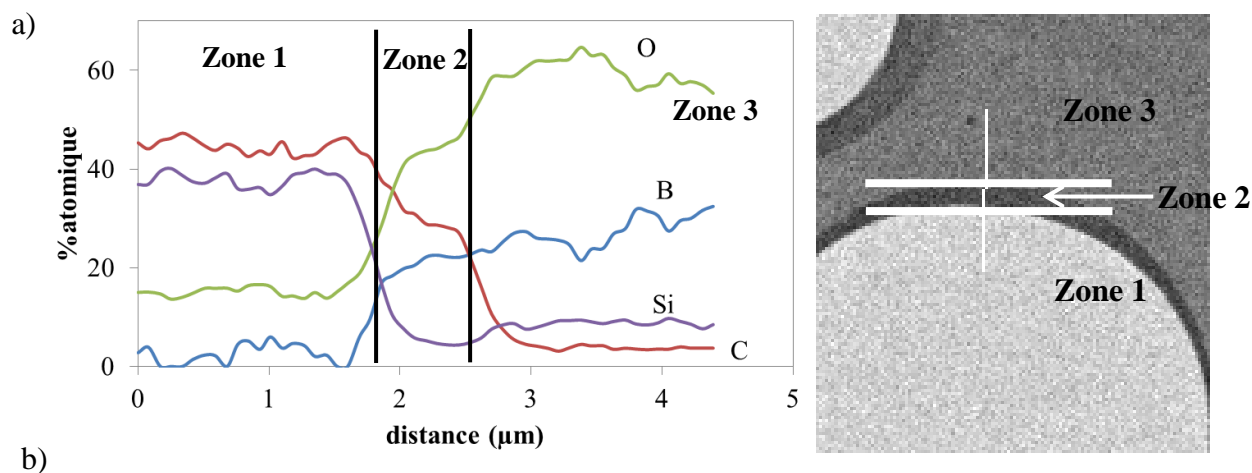 a)
Zone 1
Zone 2
Zone 3
O
B
Si
C
%atomique
60
40
20
0
0
1
2
3
4
5
distance (µm)
Zone 3
Zone 2
Zone 1
b)